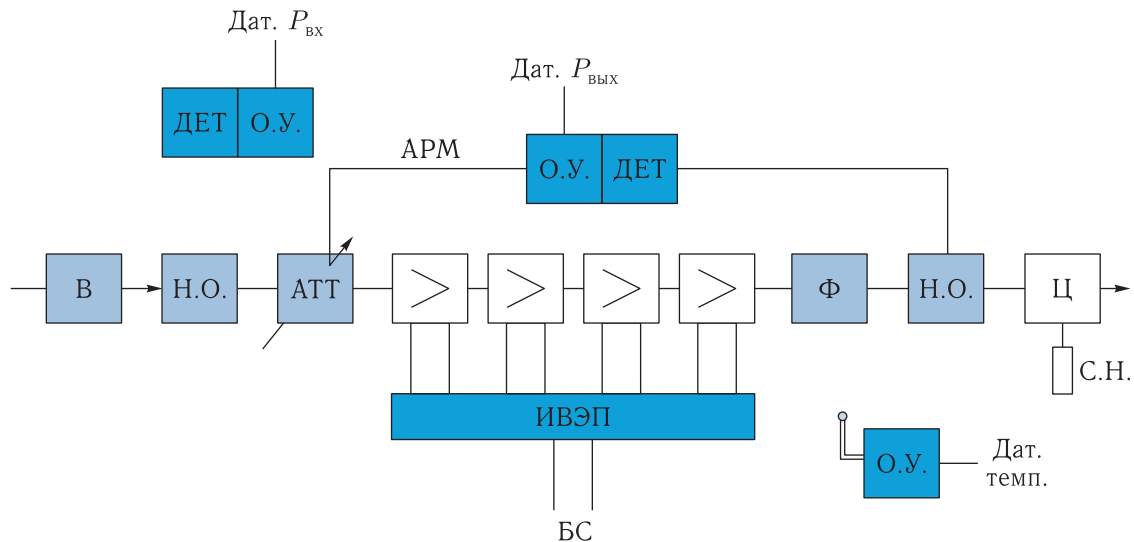 Дат. Pвх
Дат. Pвых
ДЕТ О.У.
АРМ
О.У. ДЕТ
В Н.О. АТТ Ф Н.О. Ц
С.Н.
ИВЭП
О.У.
Дат.
темп.
БС